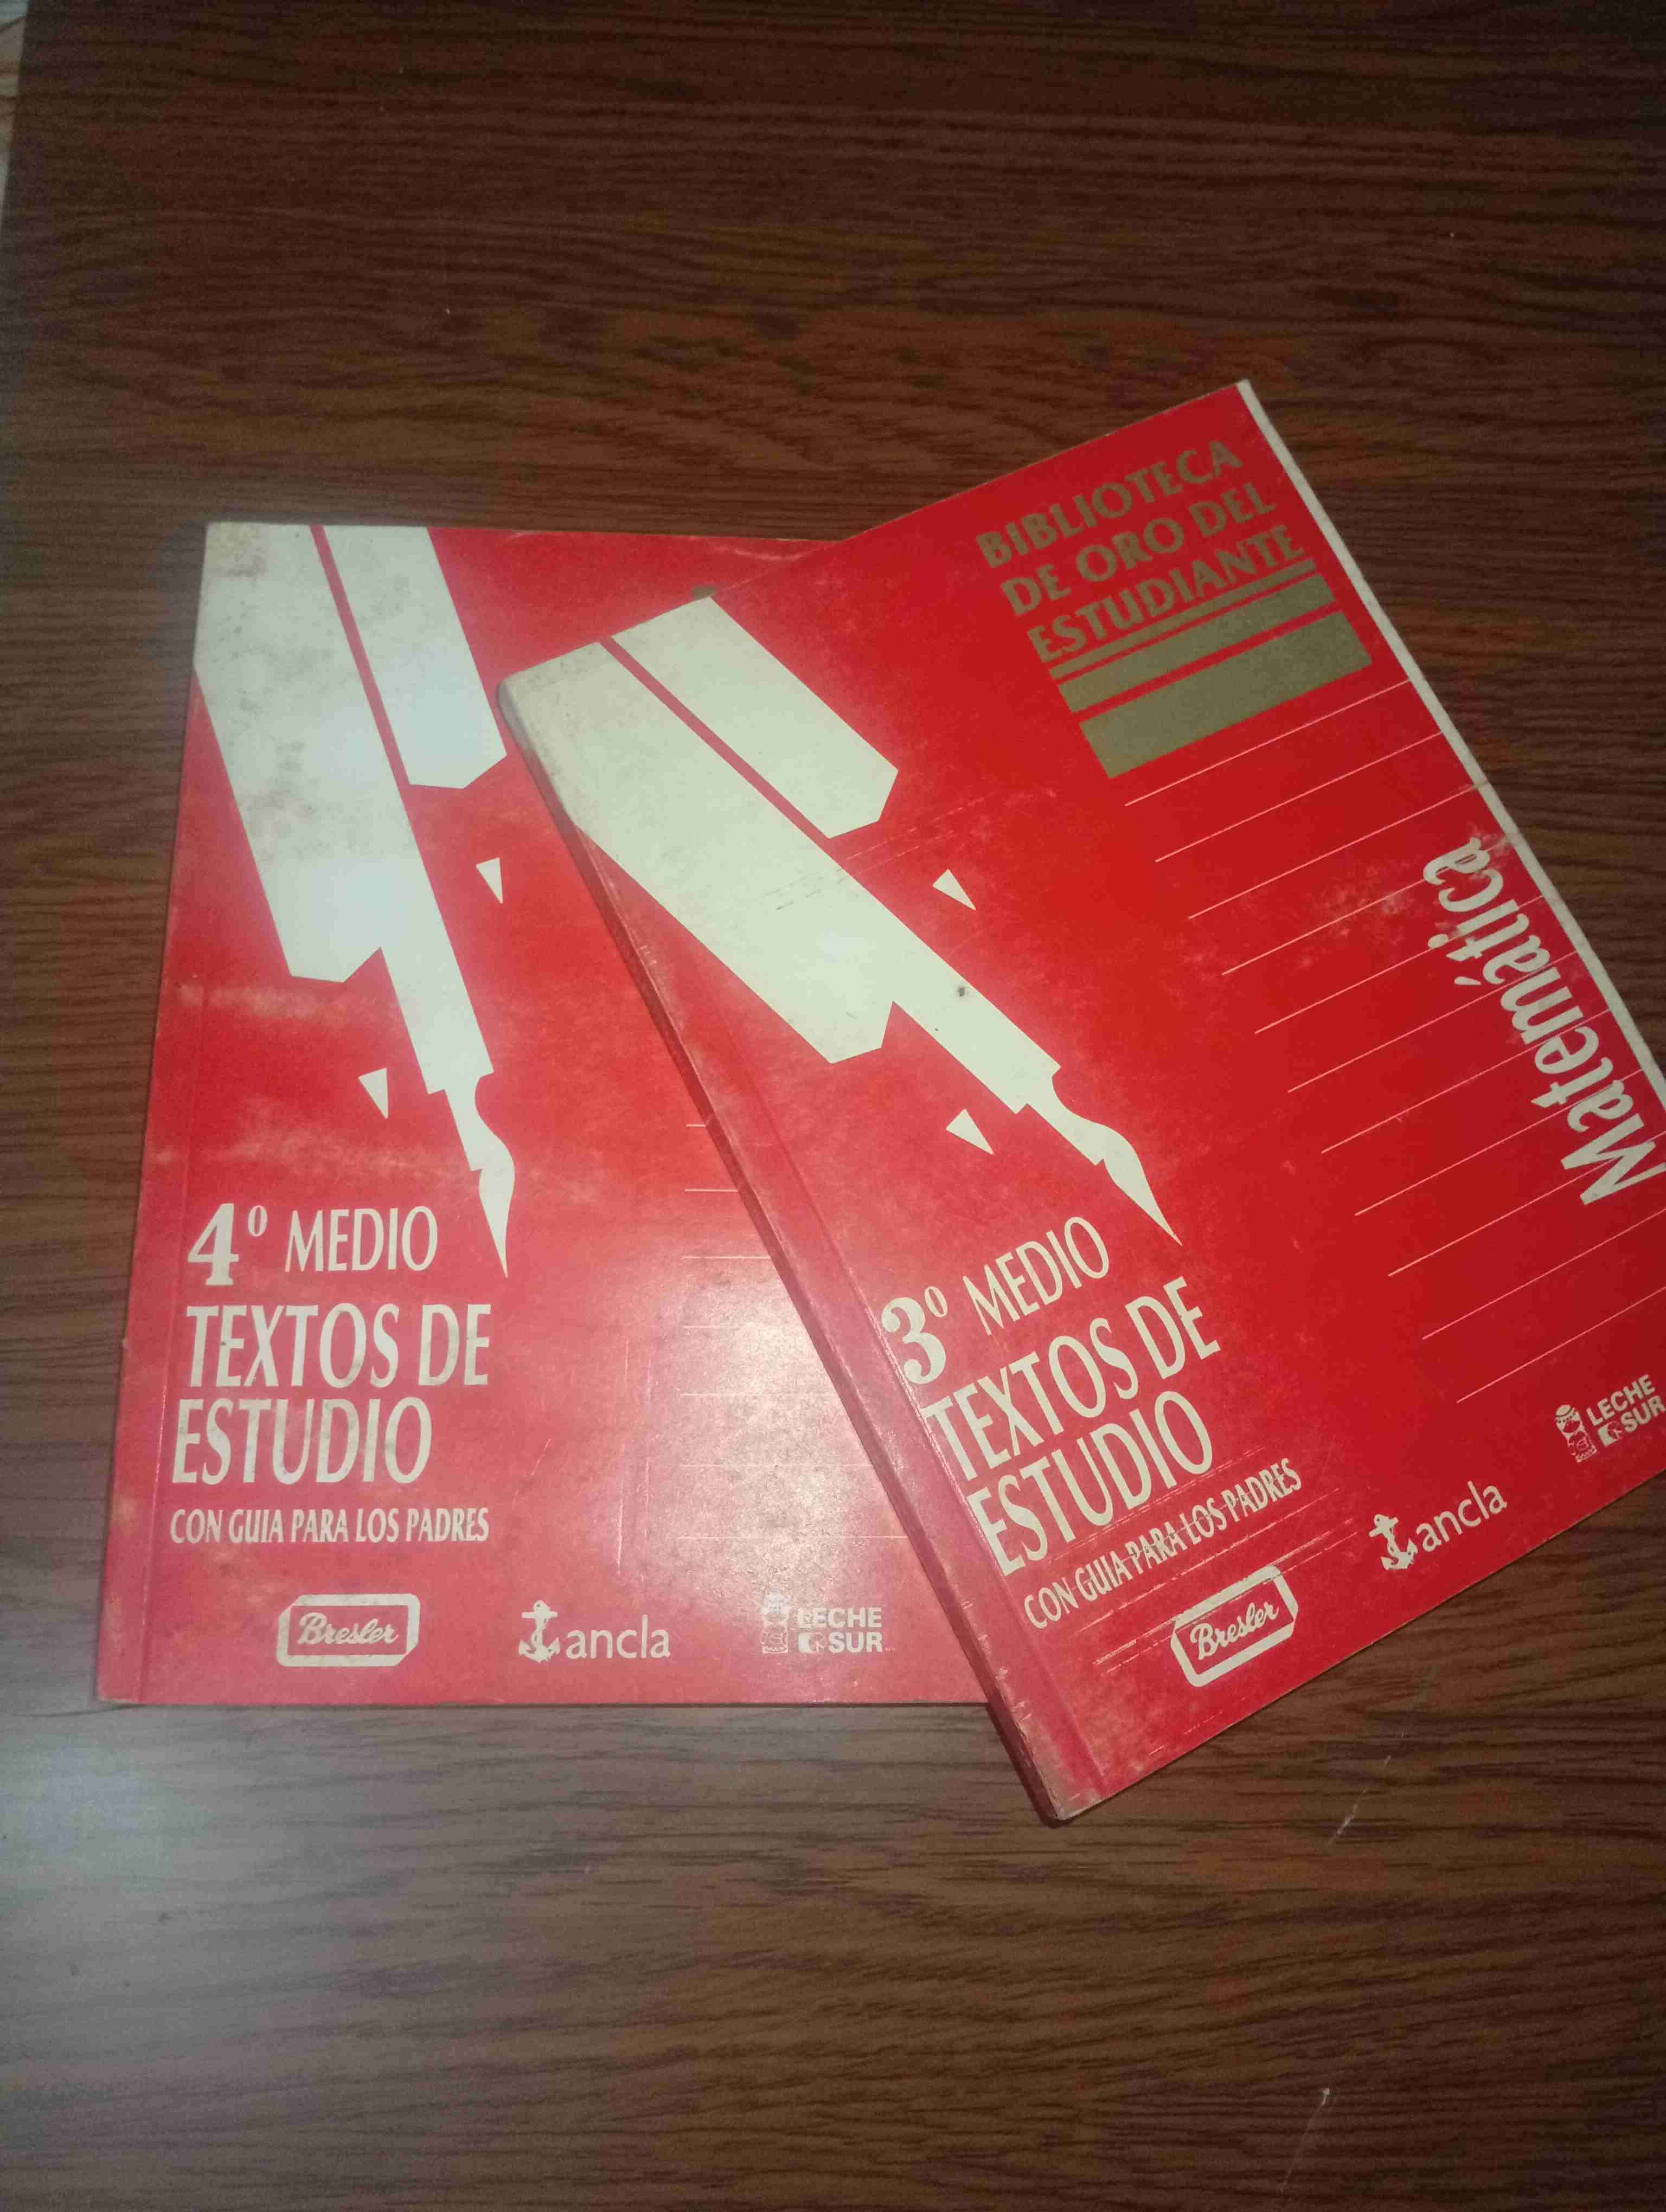 4º MEDIO
TEXTOS DE
ESTUDIO
CON GUIA PARA LOS PADRES
Bresler
ancla
LECHE
SUR
BIBLIOTECA
DE ORO DEL
ESTUDIANTE
Matemática
3º MEDIO
TEXTOS DE
ESTUDIO
CON GUIA PARA LOS PADRES
Bresler
ancla
LECHE
SUR